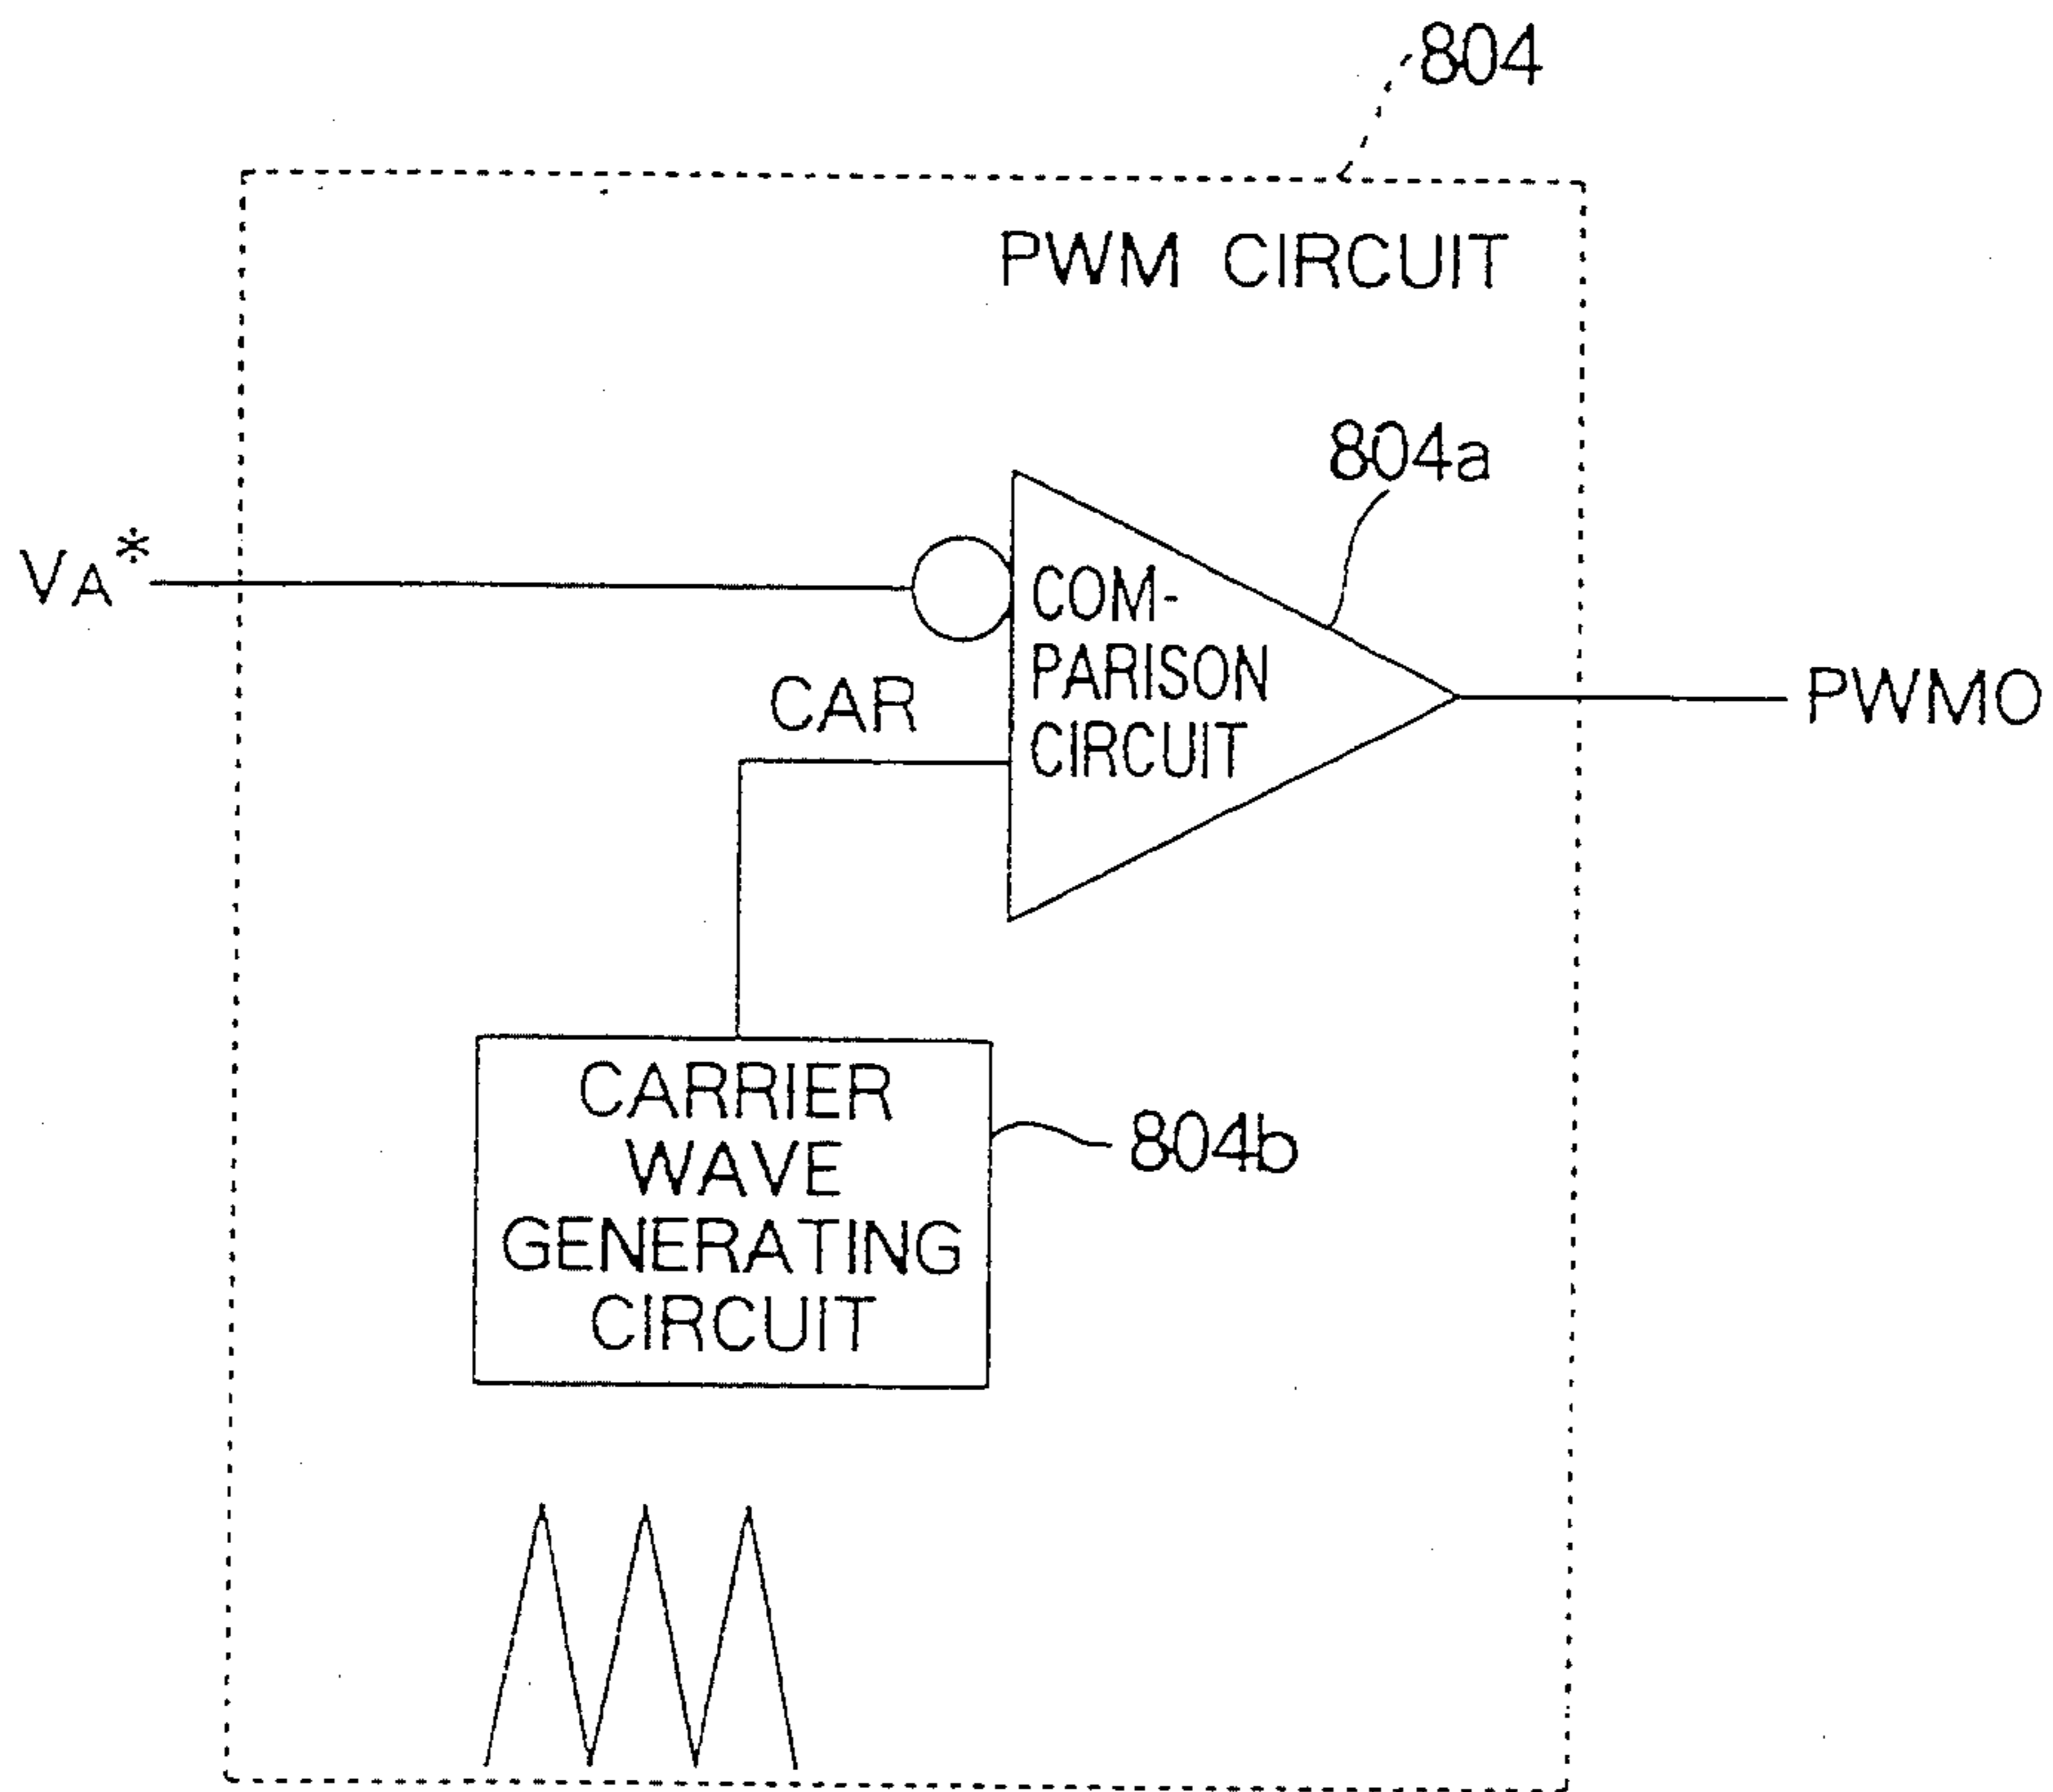 804
PWM CIRCUIT
804a
VA*
COM-
PARISON
CIRCUIT
CAR
PWMO
CARRIER
WAVE
GENERATING
CIRCUIT
804b